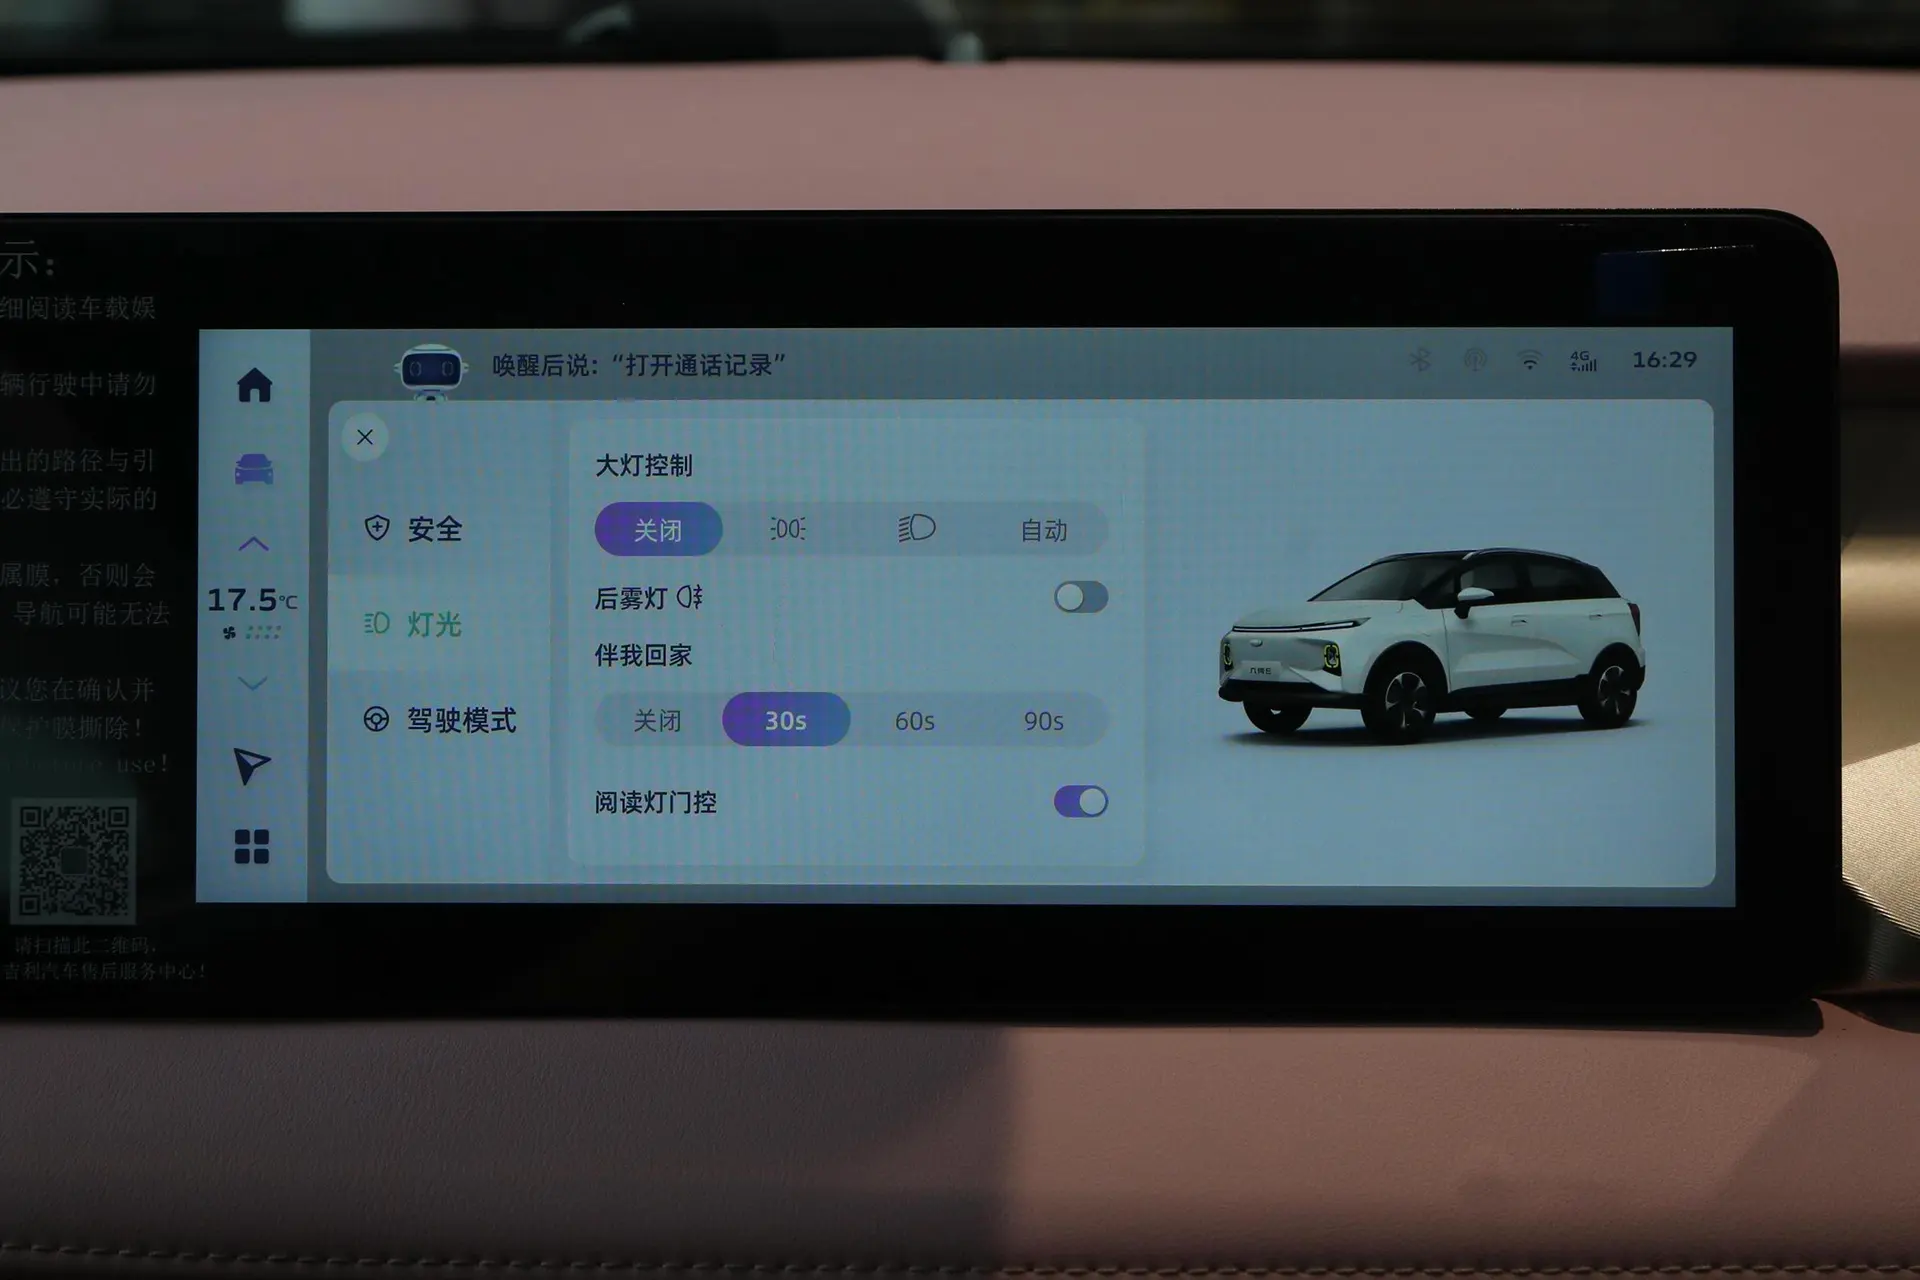 示：
细阅读车载娱
辆行驶中请勿
出的路径与引
必遵守实际的
属膜，否则会
导航可能无法
议您在确认并
保护膜撕除！
use!
请扫描此二维码，
吉利汽车售后服务中心！
唤醒后说：“打开通话记录”
4G
16:29
17.5°C
安全
灯光
驾驶模式
大灯控制
关闭
自动
后雾灯
伴我回家
关闭 30s 60s 90s
阅读灯门控
几何E